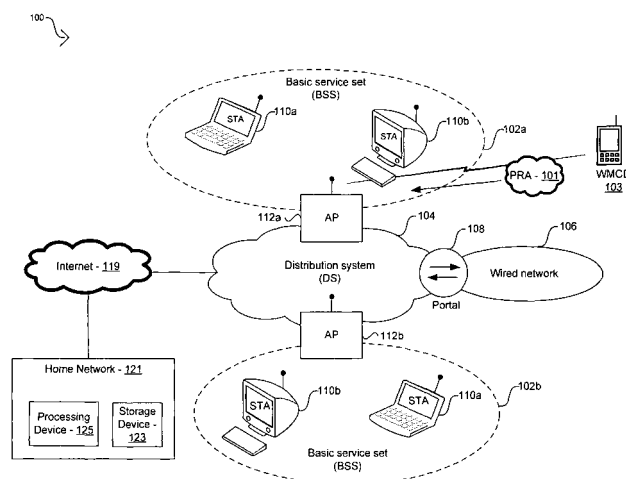 100
Basic service set
(BSS)
STA
110a
STA
110b
102a
PRA - 101
WMCD
103
112a
AP
104
108
106
Internet - 119
Distribution system
(DS)
Wired network
Portal
AP
112b
Home Network - 121
Processing
Device -
125
Storage
Device -
123
STA
110b
STA
110a
102b
Basic service set
(BSS)